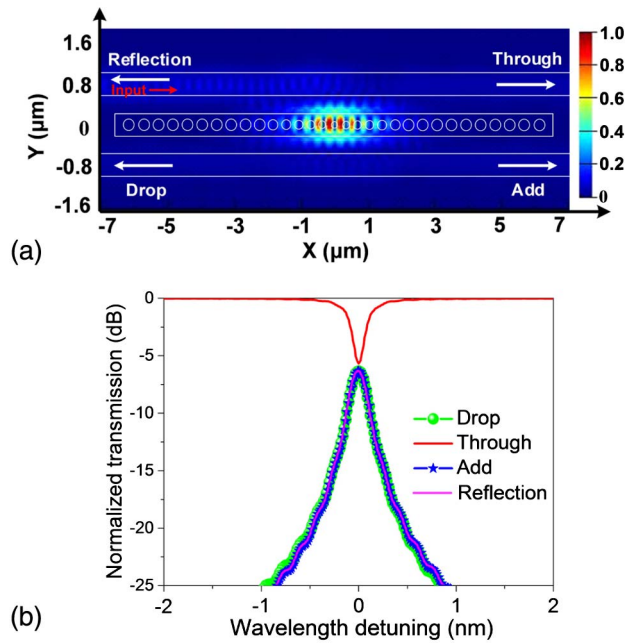 1.6
0.8
0
-0.8
-1.6
Y (μm)
Reflection
Through
Input
Drop
Add
1.0
0.8
0.6
0.4
0.2
0
-7 -5 -3 -1 1 3 5 7
X (μm)
(a)
0
-5
-10
-15
-20
-25
Normalized transmission (dB)
Drop
Through
Add
Reflection
-2 -1 0 1 2
Wavelength detuning (nm)
(b)